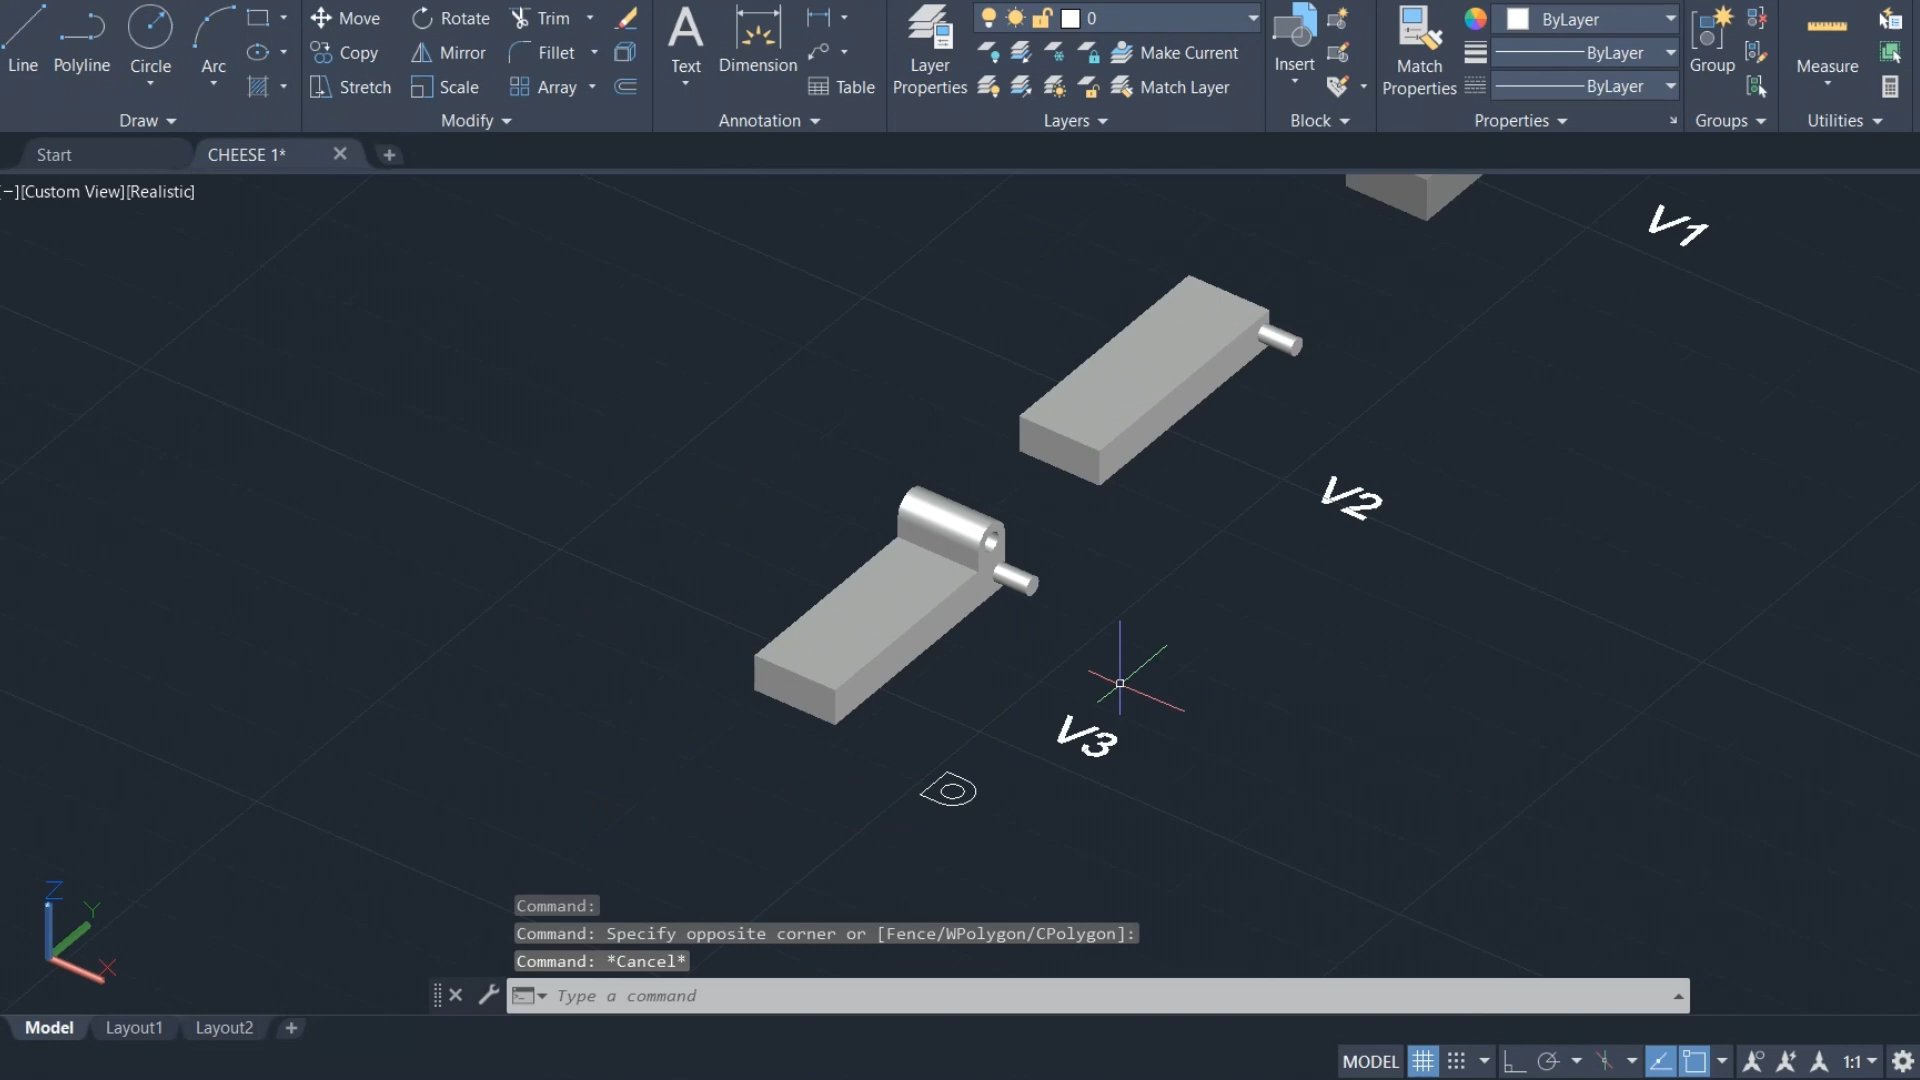 Line
Polyline
Circle
Arc
Draw
Move
Rotate
Trim
Copy
Mirror
Fillet
Stretch
Scale
Array
Modify
A
Text
Dimension
Table
Annotation
Layer
Properties
0
Make Current
Match Layer
Layers
Insert
Block
Match
Properties
ByLayer
ByLayer
ByLayer
Properties
Group
Groups
Measure
Utilities
Start
CHEESE 1*
[−][Custom View][Realistic]
V1
V2
V3
Z
Y
X
Command:
Command: Specify opposite corner or [Fence/WPolygon/CPolygon]:
Command: *Cancel*
Type a command
Model
Layout1
Layout2
MODEL
1:1